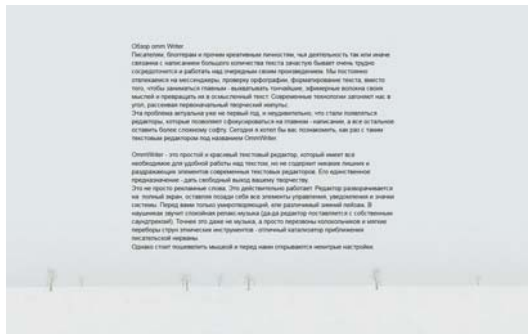 Обзор omm Writer
Писателям, блоггерам и прочим креативным личностям, чья деятельность так или иначе
связанна с написанием большого количества текста зачастую бывает очень трудно
сосредоточится и работать над очередным своим произведением. Мы постоянно
отвлекаемся на мессенджеры, проверку орфографии, форматирование текста, вместо
того, чтобы заниматься главным - выхватывать тончайшие, эфимерные волокна своих
мыслей и превращать их в осмысленный текст. Современные технологии загоняют нас в
угол, рассеивая первоначальный творческий импульс.
Эта проблема актуальна уже не первый год, и неудивительно, что стали появляться
редакторы, которые позволяют сфокусироваться на главном - написание, а все остальное
оставить более сложному софту. Сегодня я хотел бы вас познакомить, как раз с таким
текстовым редактором под названием OmmWriter.
OmmWriter - это простой и красивый текстовый редактор, который имеет все
необходимое для удобной работы над текстом, но не содержит никаких лишних и
раздражающих элементов современных текстовых редакторов. Его единственное
предназначение - дать свободный выход вашему творчеству.
Это не просто рекламные слова. Это действительно работает. Редактор разворачивается
на полный экран, оставляя позади себя все элементы управления, уведомления и значки
системы. Перед вами только умиротворяющий, еле различимый зимний пейзаж. В
наушниках звучит спокойная релакс-музыка (да-да редактор поставляется с собственным
саундтреком!). Точнее это даже не музыка, а просто перезвоны колокольчиков и мягкие
переборы струн этнических инструментов - отличный катализатор приближения
писательской нирваны.
Однако стоит пошевелить мышкой и перед нами открываются нехитрые настройки.